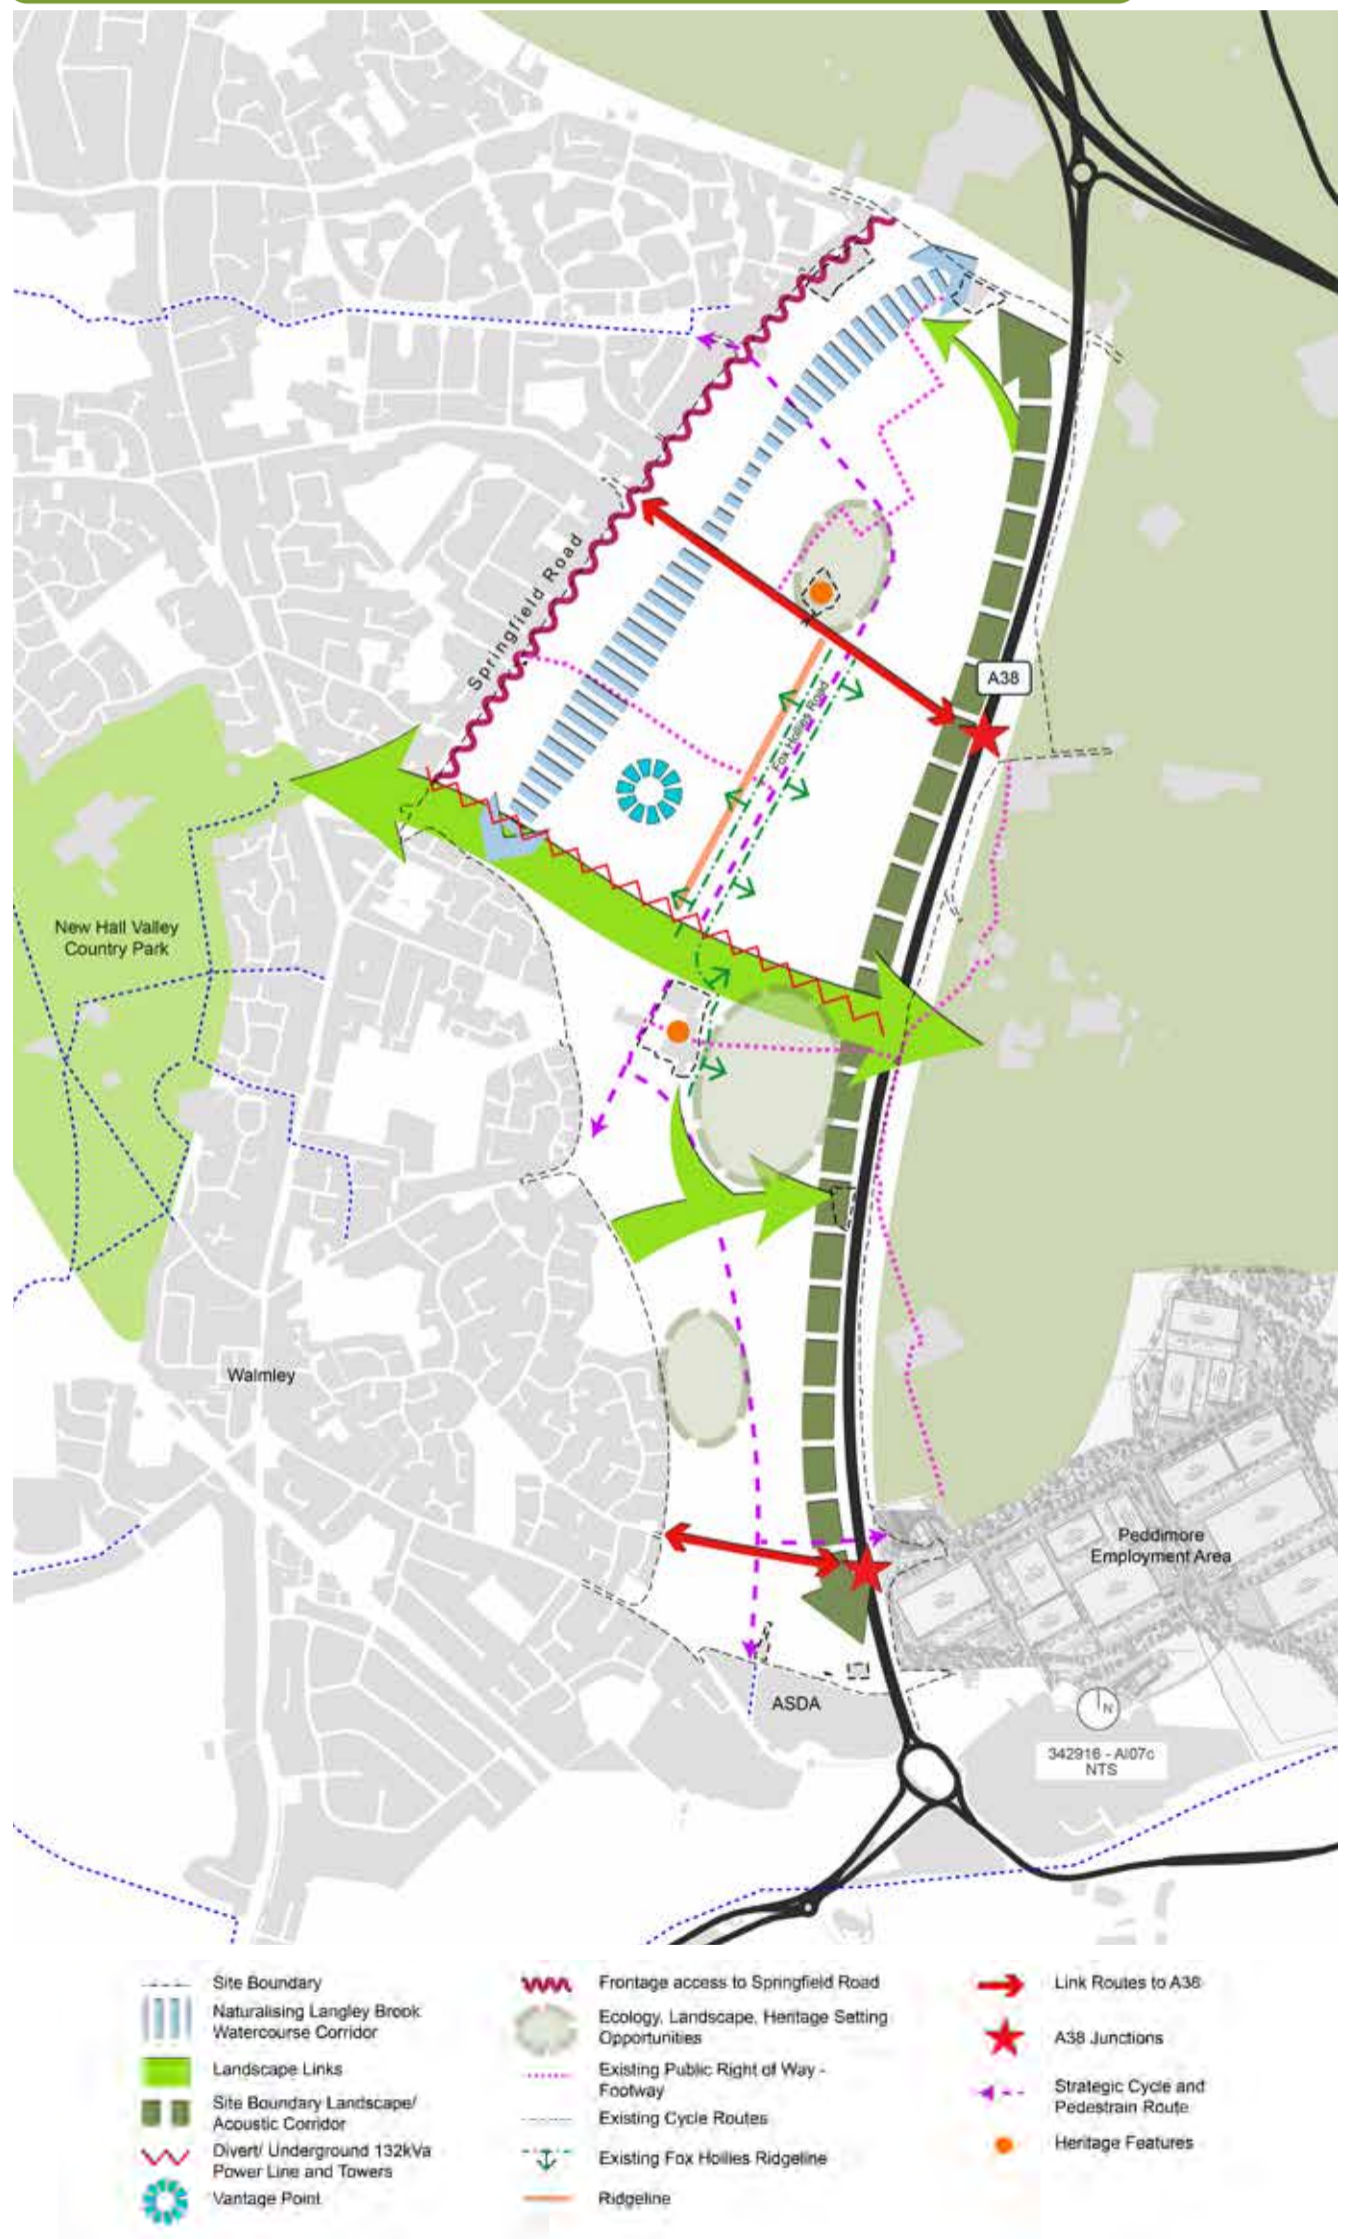 Springfield Road
A38
Fox Hollies Road
New Hall Valley
Country Park
Walmley
Peddimore
Employment Area
ASDA
N
342916 - AI07c
NTS
Site Boundary
Naturalising Langley Brook
Watercourse Corridor
Landscape Links
Site Boundary Landscape/
Acoustic Corridor
Divert/ Underground 132kVa
Power Line and Towers
Vantage Point
Frontage access to Springfield Road
Ecology, Landscape, Heritage Setting
Opportunities
Existing Public Right of Way -
Footway
Existing Cycle Routes
Existing Fox Hollies Ridgeline
Ridgeline
Link Routes to A38
A38 Junctions
Strategic Cycle and
Pedestrain Route
Heritage Features